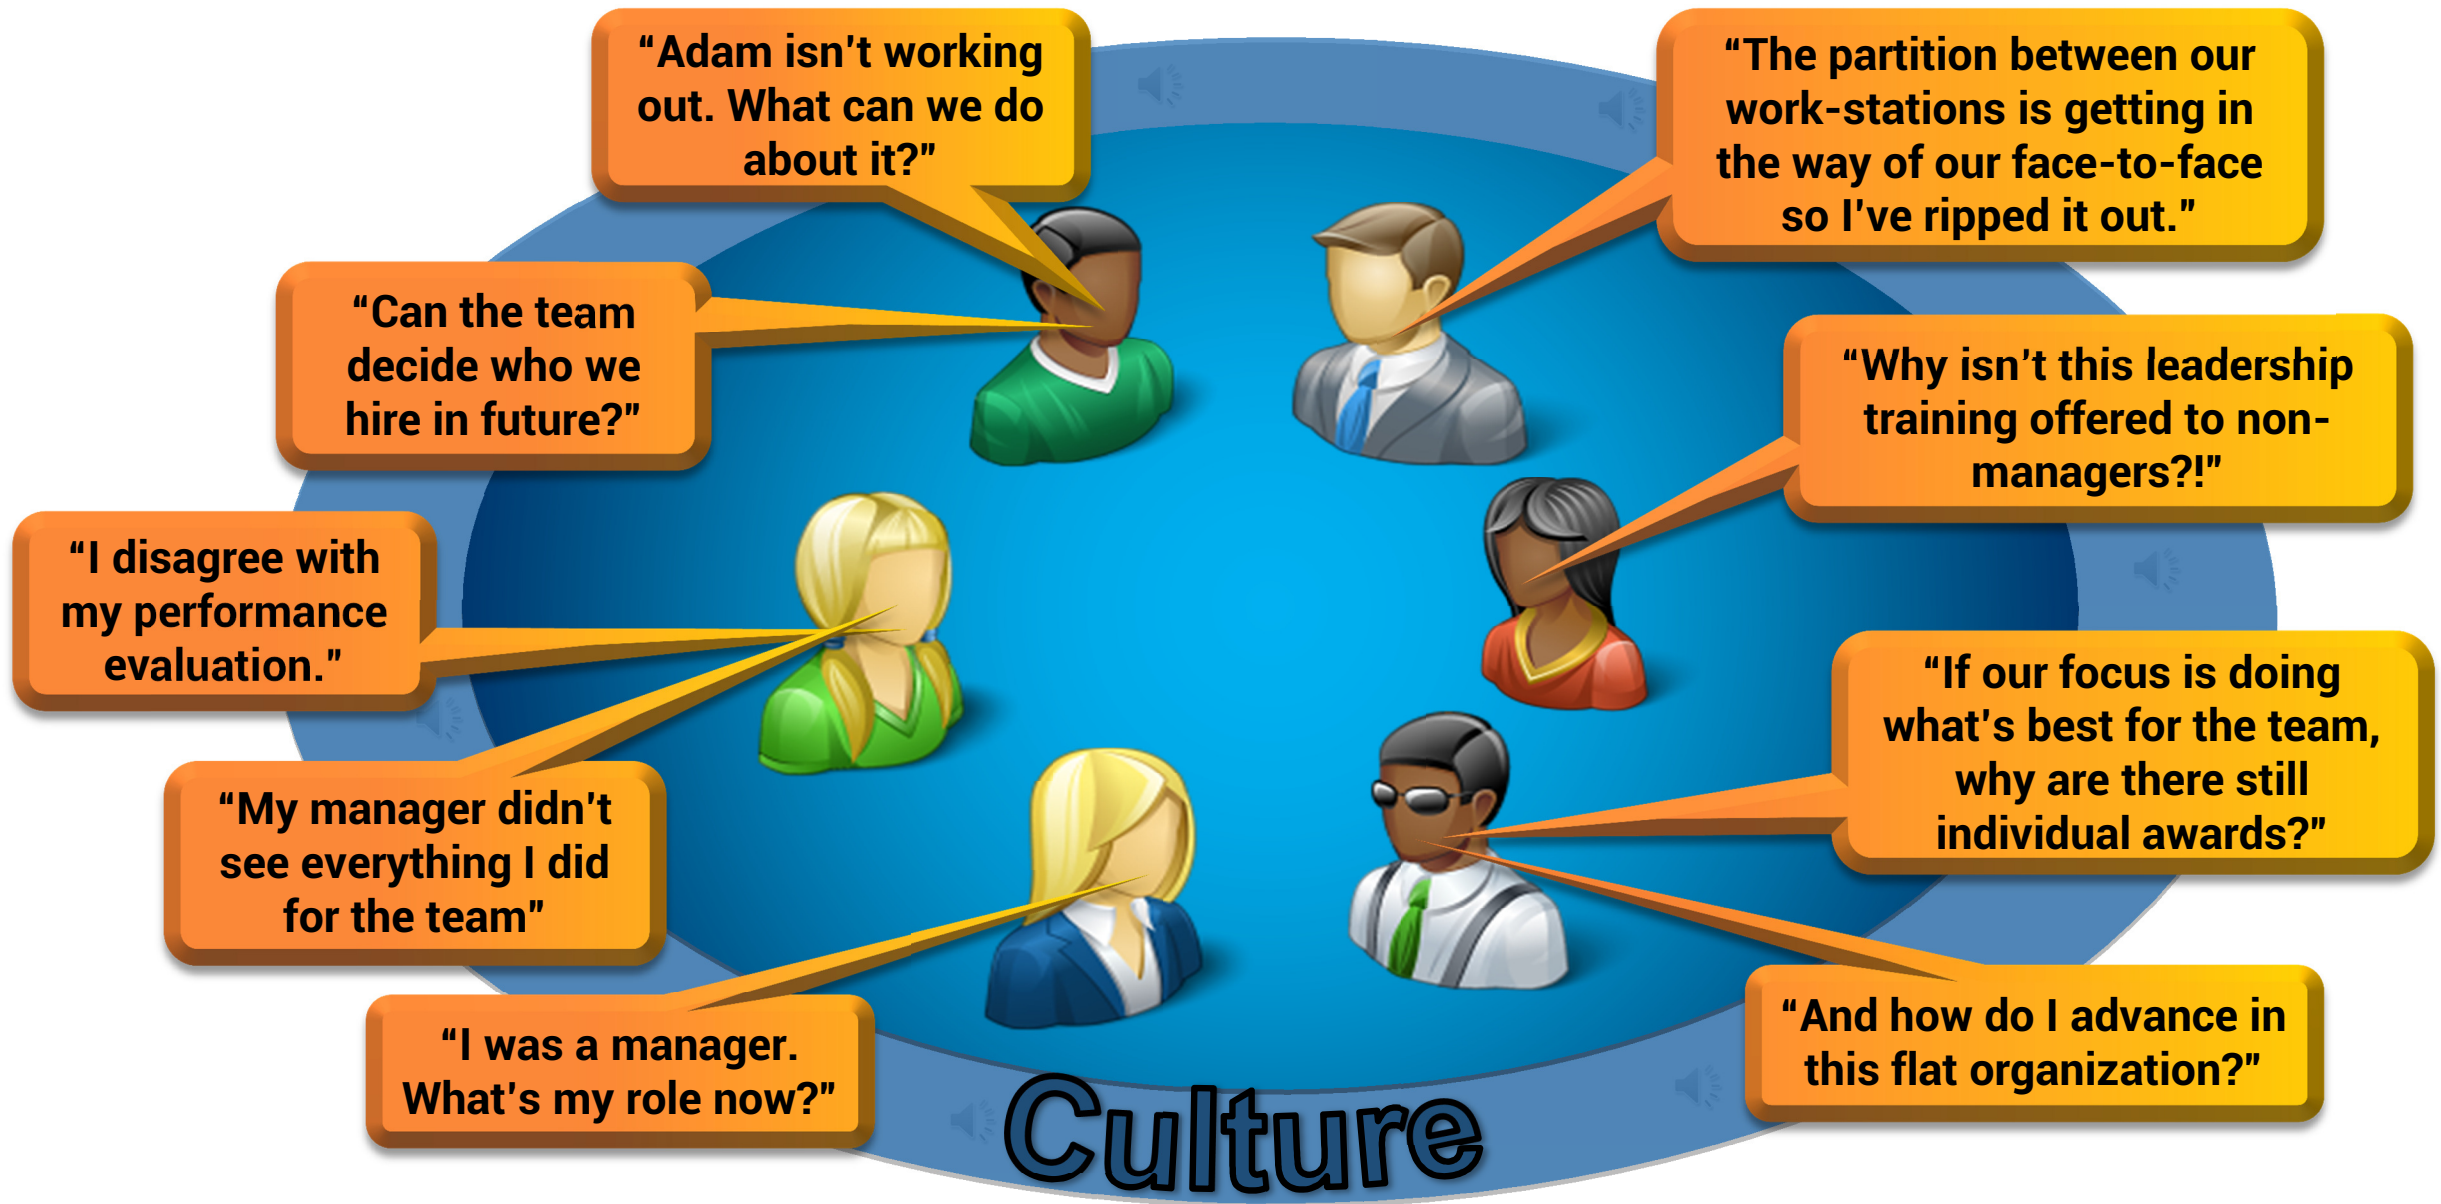 “Adam isn't working
out. What can we do
about it?”
“The partition between our
work-stations is getting in
the way of our face-to-face
so I've ripped it out.”
“Can the team
decide who we
hire in future?”
“Why isn't this leadership
training offered to non-
managers?!”
“I disagree with
my performance
evaluation.”
“If our focus is doing
what's best for the team,
why are there still
individual awards?”
“My manager didn't
see everything I did
for the team”
“And how do I advance in
this flat organization?”
“I was a manager.
What's my role now?”
Culture